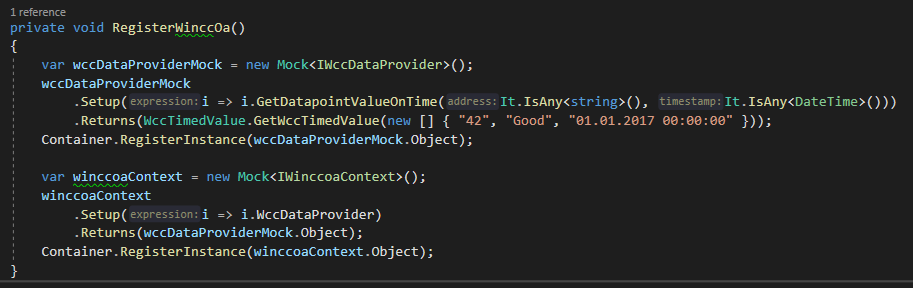 1 reference
private void RegisterWinccOa()
{
var wccDataProviderMock = new Mock<IWccDataProvider>();
wccDataProviderMock
.Setup(expression: i => i.GetDatapointValueOnTime(address: It.IsAny<string>(), timestamp: It.IsAny<DateTime>()))
.Returns(WccTimedValue.GetWccTimedValue(new [] { "42", "Good", "01.01.2017 00:00:00" }));
Container.RegisterInstance(wccDataProviderMock.Object);
var winccoaContext = new Mock<IWinccoaContext>();
winccoaContext
.Setup(expression: i => i.WccDataProvider)
.Returns(wccDataProviderMock.Object);
Container.RegisterInstance(winccoaContext.Object);
}